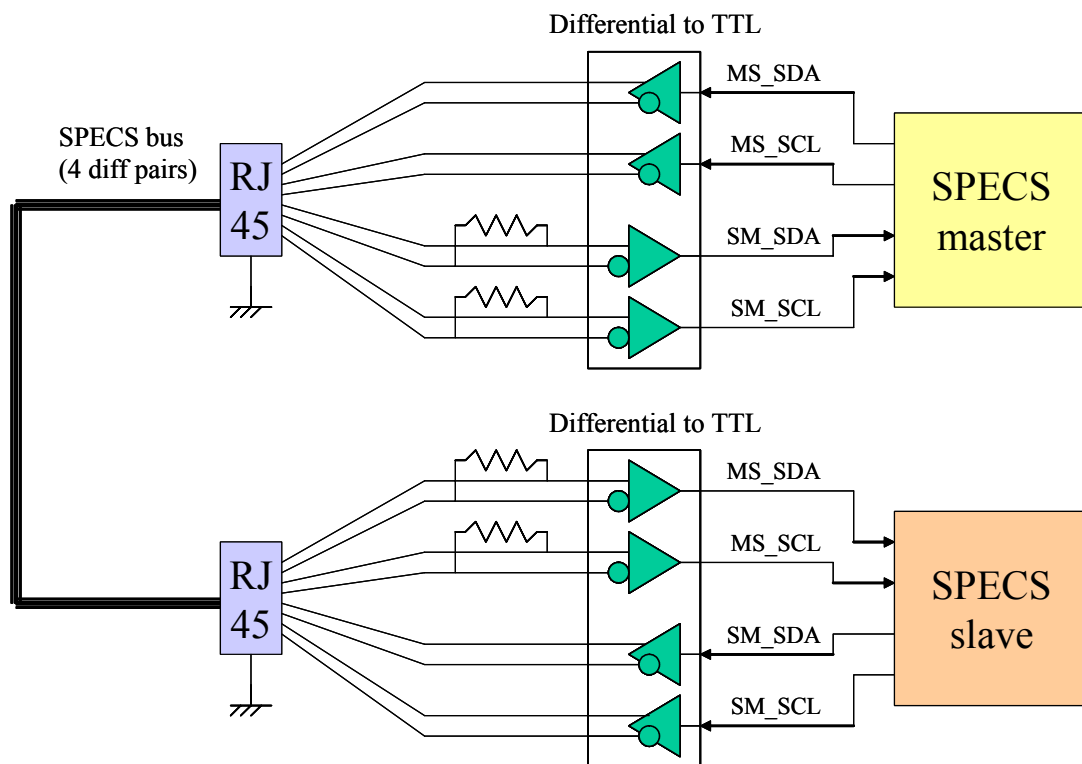 Differential to TTL
MS_SDA
SPECS bus
(4 diff pairs)
RJ
45
MS_SCL
SPECS
master
SM_SDA
SM_SCL
Differential to TTL
MS_SDA
RJ
45
MS_SCL
SPECS
slave
SM_SDA
SM_SCL